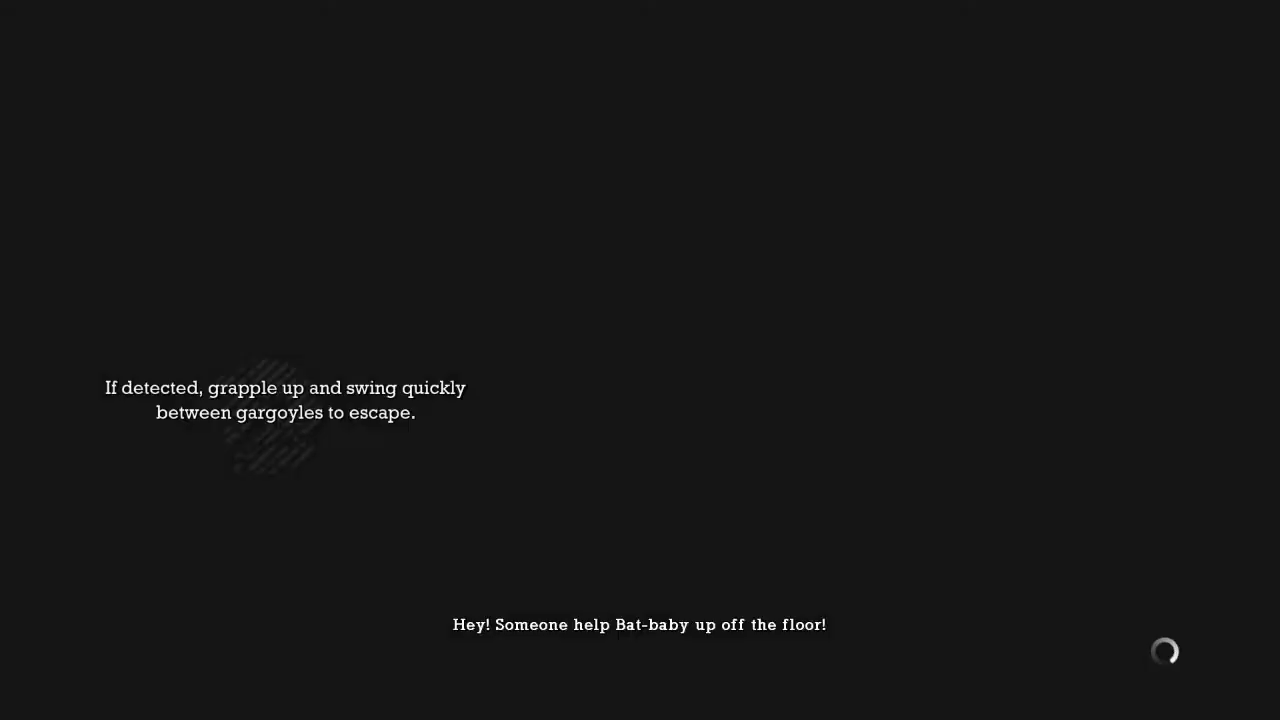 If detected, grapple up and swing quickly
between gargoyles to escape.
Hey! Someone help Bat-baby up off the floor!